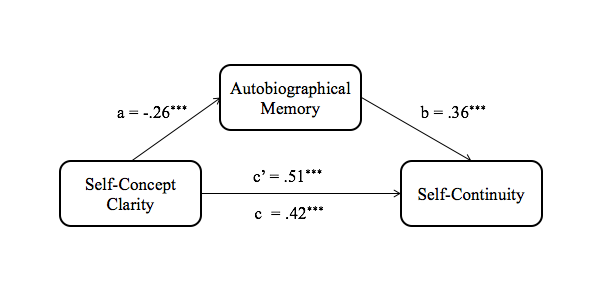 Autobiographical
Memory
a = -.26***
b = .36***
Self-Concept
Clarity
c’ = .51***
c = .42***
Self-Continuity